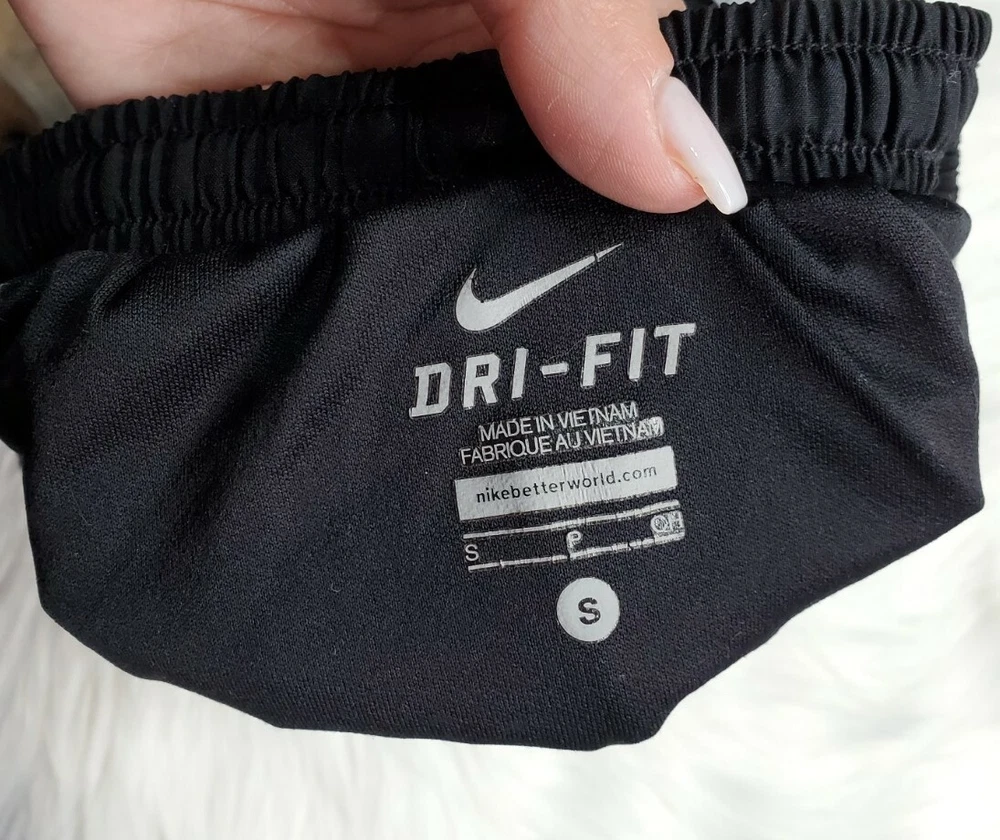 DRI-FIT
MADE IN VIETNAM
FABRIQUE AU VIETNAM
nikebetterworld.com
S P
S